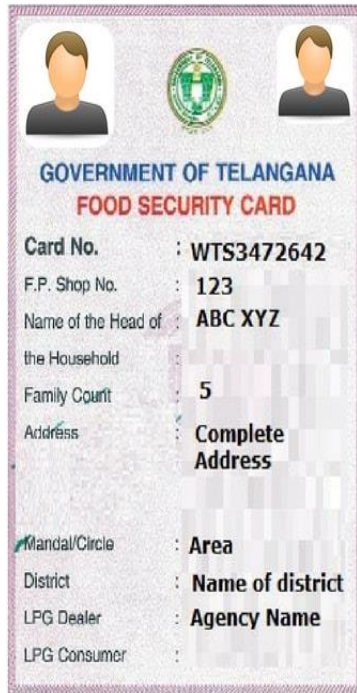 GOVERNMENT OF TELANGANA
FOOD SECURITY CARD
Card No. : WTS3472642
F.P. Shop No. : 123
Name of the Head of : ABC XYZ
the Household :
Family Count : 5
Address : Complete
Address
Mandal/Circle : Area
District : Name of district
LPG Dealer : Agency Name
LPG Consumer :